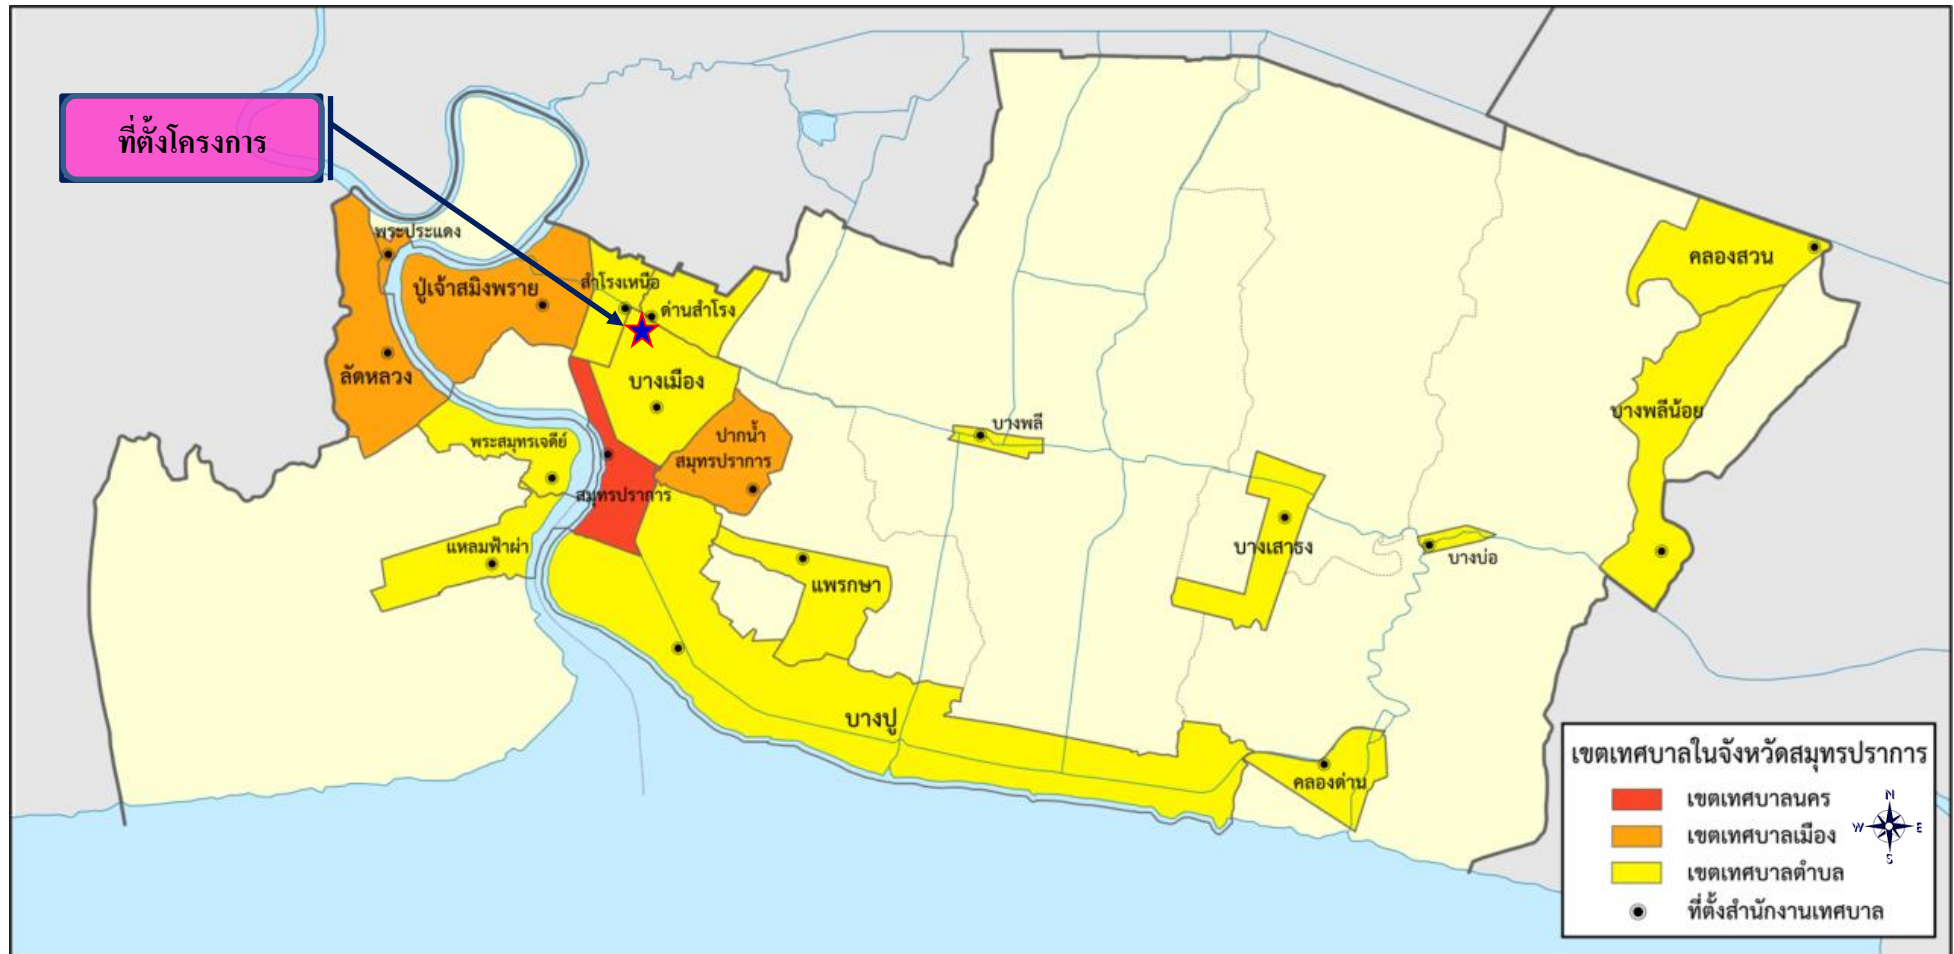 ที่ตั้งโครงการ
พระประแดง
ปู่เจ้าสมิงพราย
สำโรงเหนือ
ด่านสำโรง
คลองสวน
ลัดหลวง
บางเมือง
บางพลีน้อย
บางพลี
พระสมุทรเจดีย์
ปากน้ำ
สมุทรปราการ
สมุทรปราการ
แหลมฟ้าผ่า
บางเสาธง
บางบ่อ
แพรกษา
บางปู
คลองด่าน
เขตเทศบาลในจังหวัดสมุทรปราการ
เขตเทศบาลนคร
เขตเทศบาลเมือง
เขตเทศบาลตำบล
ที่ตั้งสำนักงานเทศบาล
N
W E
S